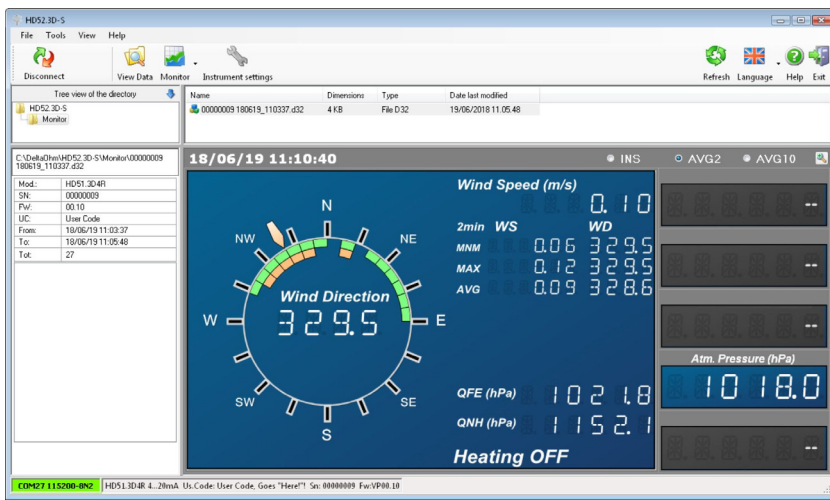 HD52.3D-S
File Tools View Help
Disconnect View Data Monitor Instrument settings Refresh Language Help Exit
Tree view of the directory
HD52.3D-S
Monitor
Name Dimensions Type Date last modified
00000009 180619_110337.d32 4 KB File D32 19/06/2018 11.05.48
C:\DeltaOhm\HD52.3D-S\Monitor\00000009
180619_110337.d32
Mod.: HD51.3D4R
SN: 00000009
FW: 00.10
UC: User Code
From: 18/06/19 11:03:37
To: 18/06/19 11:05:48
Tot: 27
18/06/19 11:10:40 INS AVG2 AVG10
N
NW
NE
W
E
SW
SE
S
Wind Direction
329.5
Wind Speed (m/s)
0.10
2min WS WD
MNM 0.06 329.5
MAX 0.12 329.5
AVG 0.09 328.6
QFE (hPa) 1021.8
QNH (hPa) 1152.1
Heating OFF
--
--
--
Atm. Pressure (hPa)
1018.0
--
COM27 115200-8N2 HD51.3D4R 4...20mA Us.Code: User Code, Goes "Here!"! Sn: 00000009 Fw:VP00.10